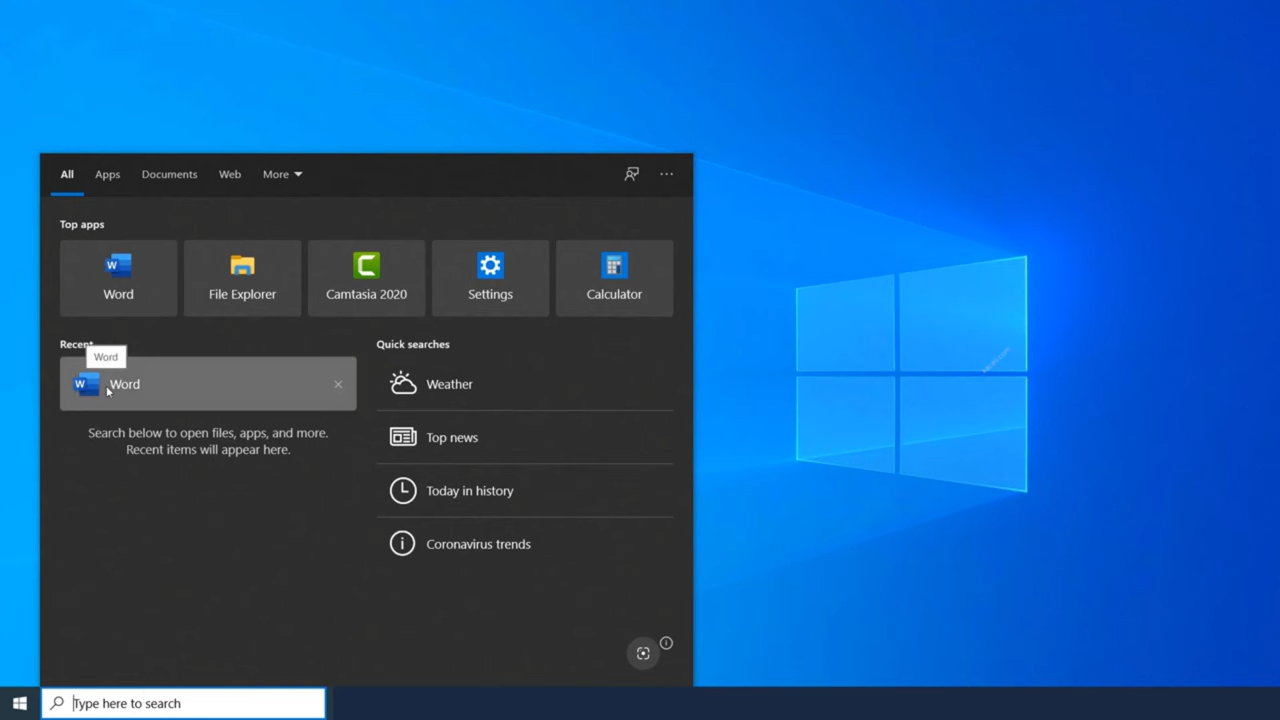 All Apps Documents Web More
Top apps
Word File Explorer Camtasia 2020 Settings Calculator
Recent
Word
Word
Search below to open files, apps, and more.
Recent items will appear here.
Quick searches
Weather
Top news
Today in history
Coronavirus trends
Type here to search